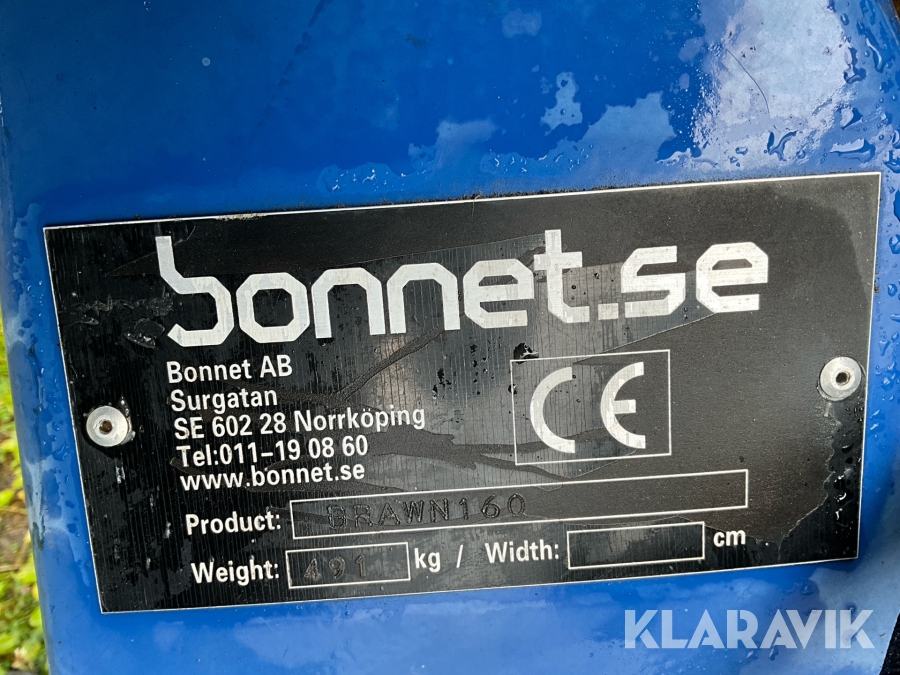 bonnet.se
Bonnet AB
Surgatan
SE 602 28 Norrköping
Tel:011-19 08 60
www.bonnet.se
CE
Product: BRAWN160
Weight: 491 kg / Width: cm
KLARAVIK